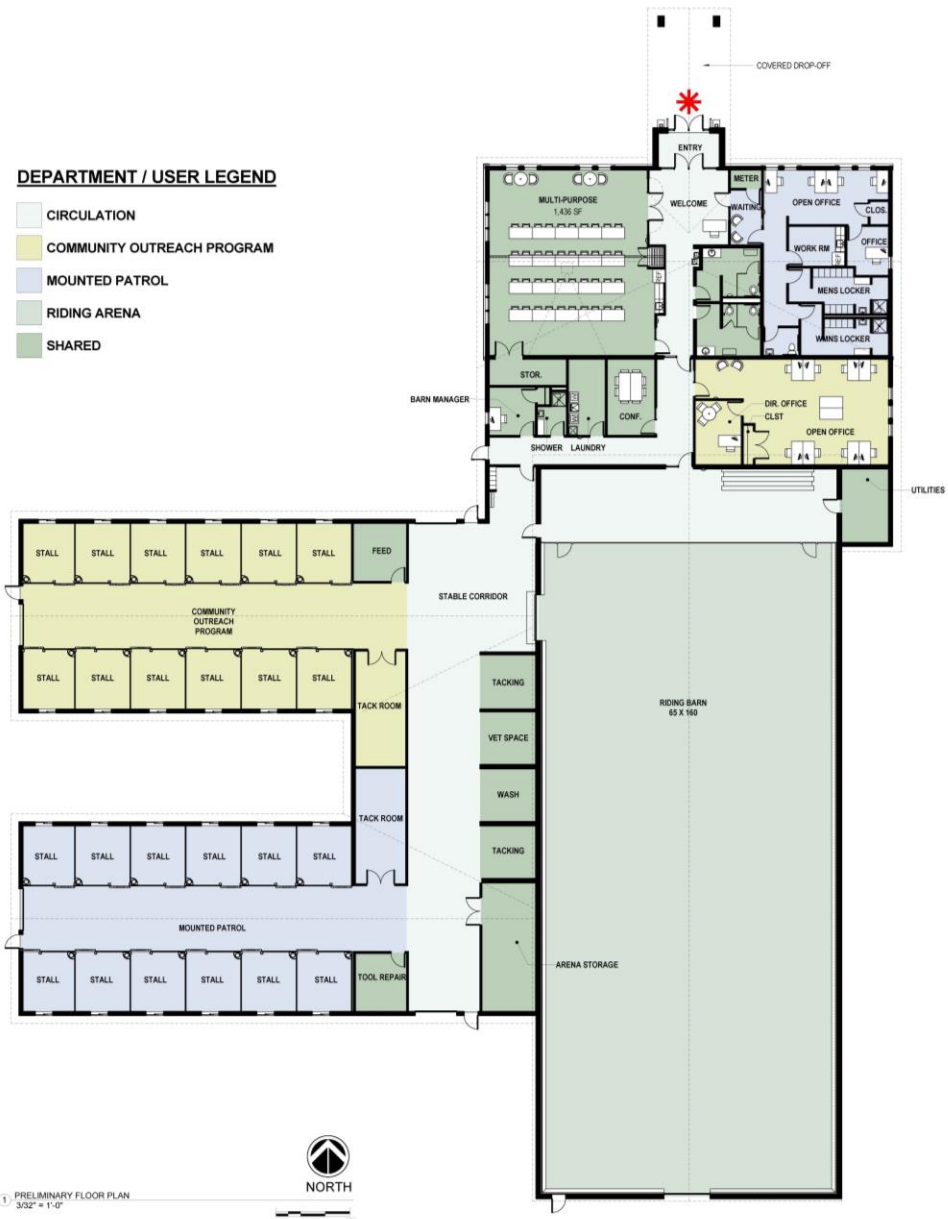 COVERED DROP-OFF
DEPARTMENT / USER LEGEND
CIRCULATION
COMMUNITY OUTREACH PROGRAM
MOUNTED PATROL
RIDING ARENA
SHARED
ENTRY
METER
MULTI-PURPOSE
1,436 SF
WELCOME
WAITING
OPEN OFFICE
CLOS.
WORK RM
REF.
OFFICE
REF.
MENS LOCKER
WMNS LOCKER
STOR.
BARN MANAGER
CONF.
DIR. OFFICE
CLST
OPEN OFFICE
SHOWER
LAUNDRY
UTILITIES
STALL
STALL
STALL
STALL
STALL
STALL
FEED
STABLE CORRIDOR
COMMUNITY
OUTREACH
PROGRAM
STALL
STALL
STALL
STALL
STALL
STALL
TACK ROOM
TACKING
RIDING BARN
65 X 160
VET SPACE
WASH
TACK ROOM
TACKING
STALL
STALL
STALL
STALL
STALL
STALL
MOUNTED PATROL
ARENA STORAGE
STALL
STALL
STALL
STALL
STALL
STALL
TOOL REPAIR
NORTH
1
PRELIMINARY FLOOR PLAN
3/32" = 1'-0"